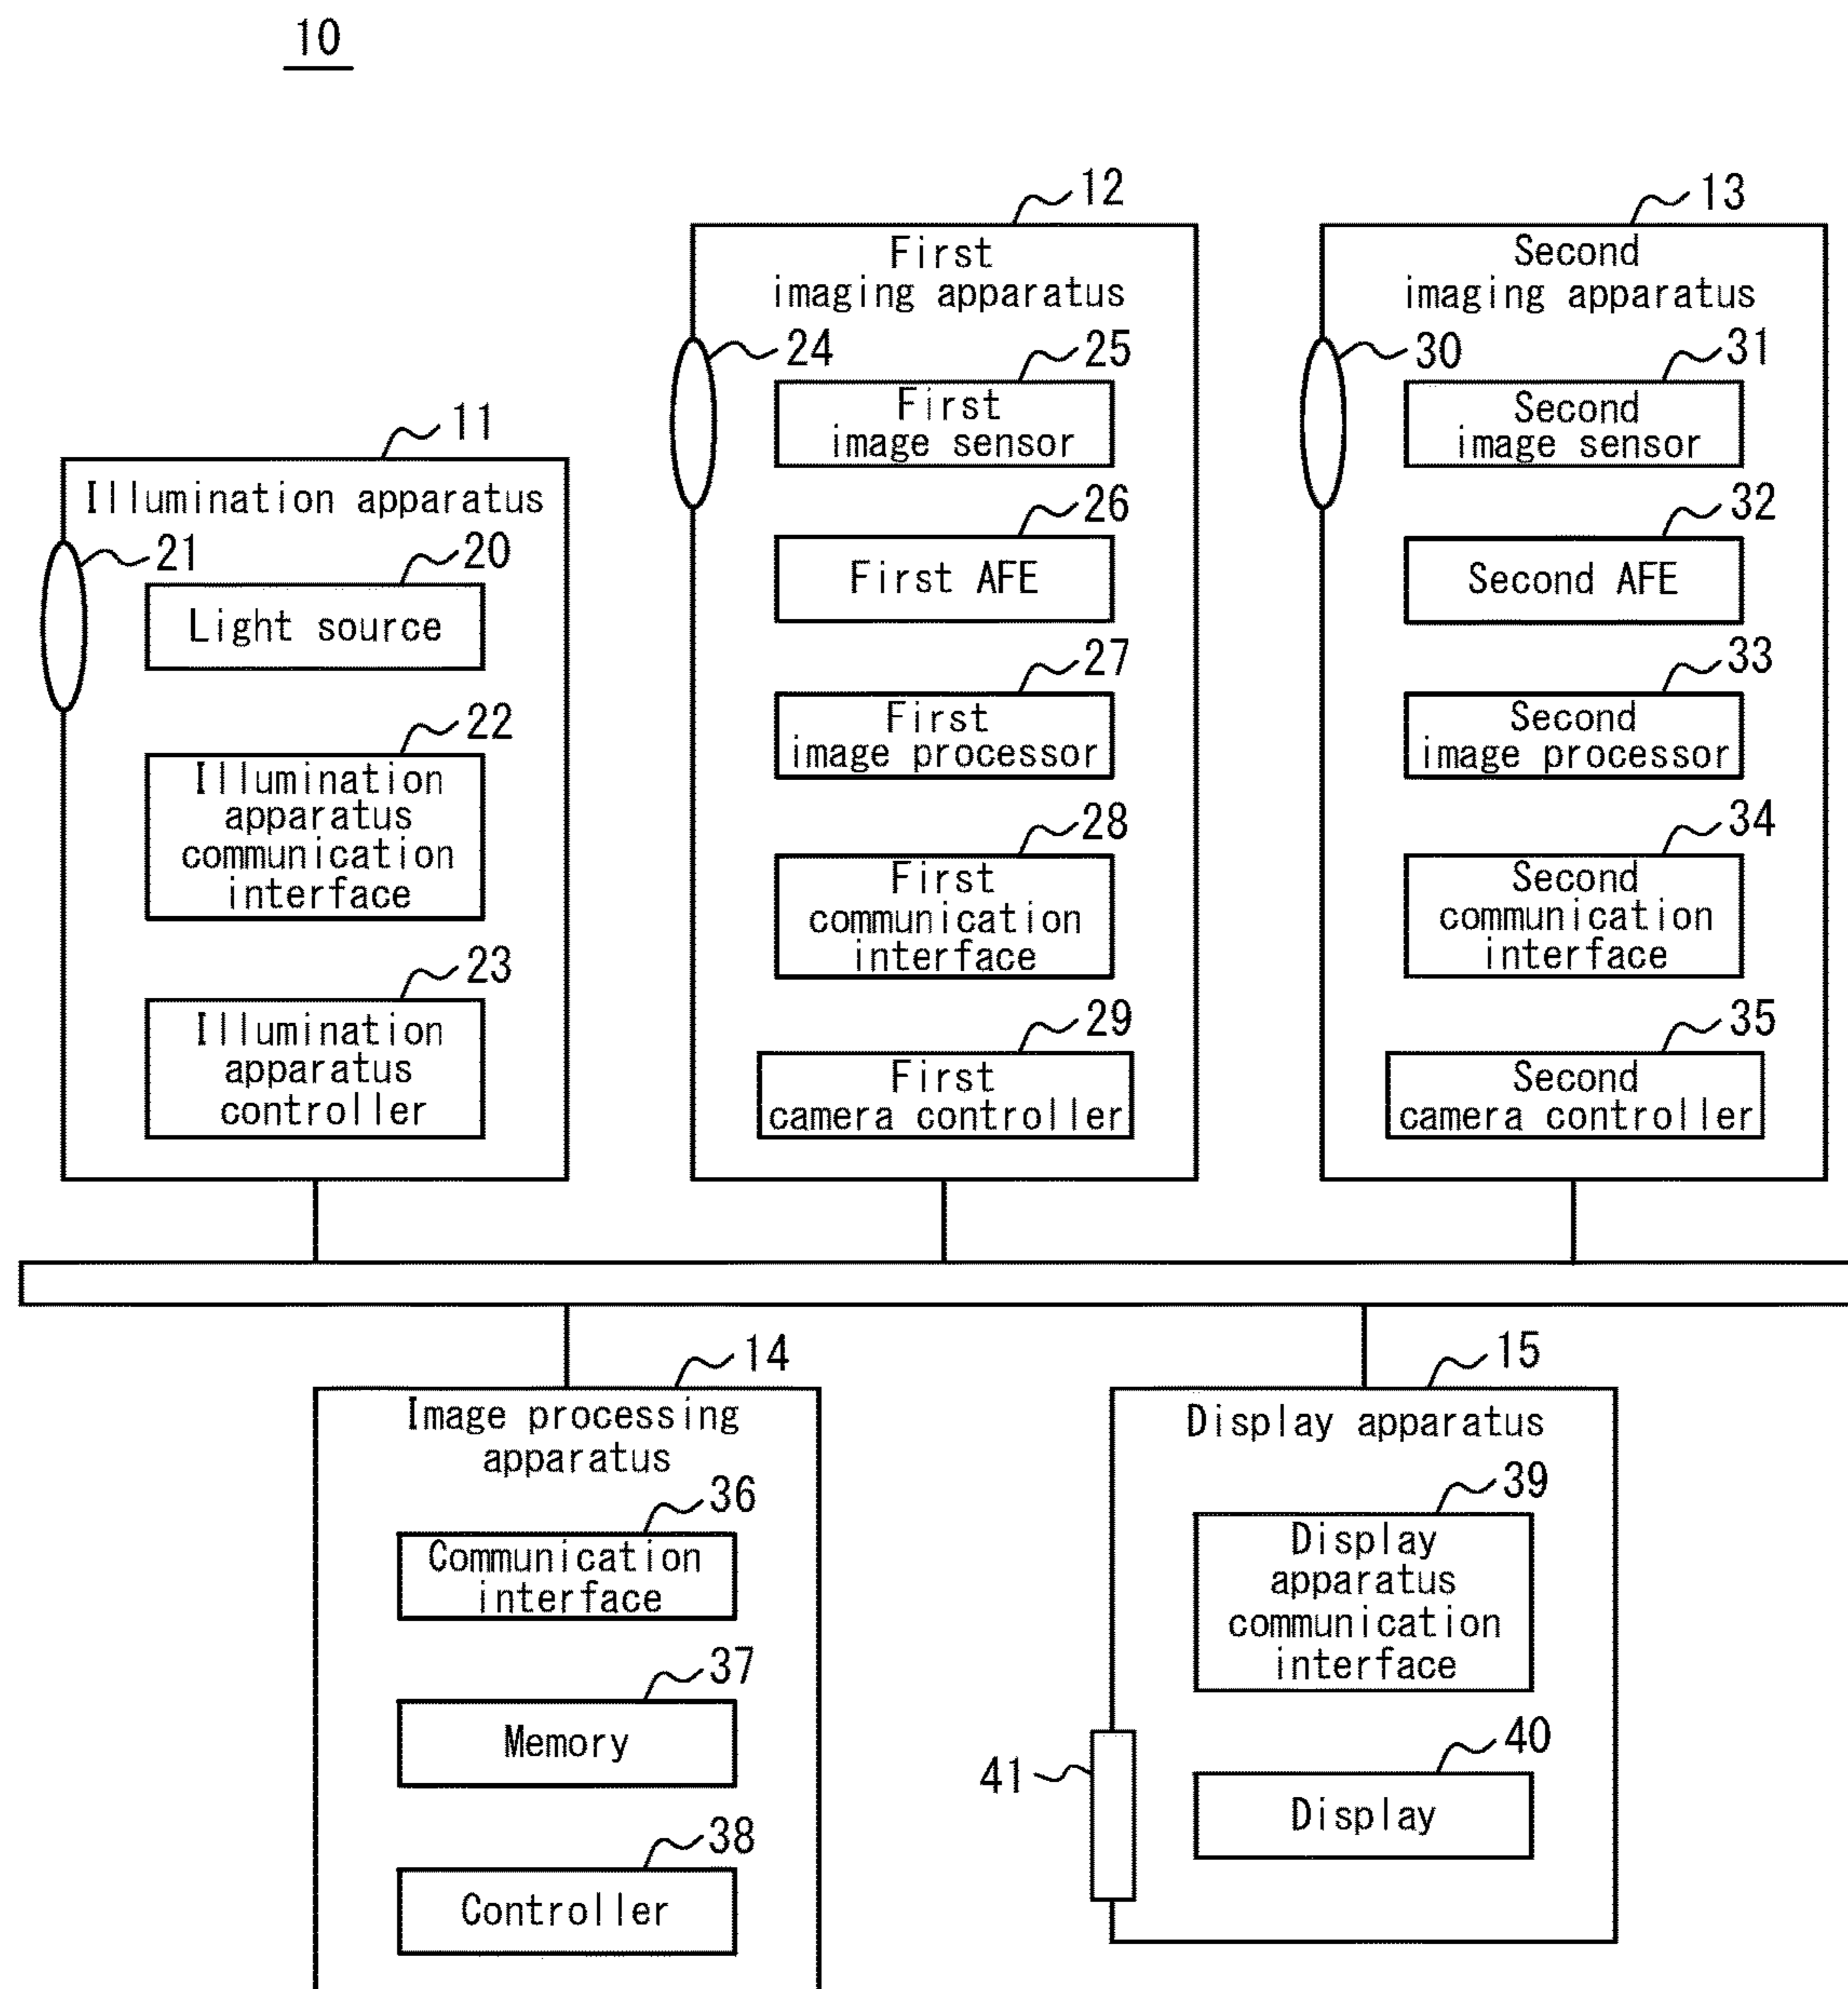 10
12
First
imaging apparatus
24
25
First
image sensor
26
First AFE
27
First
image processor
28
First
communication
interface
29
First
camera controller
13
Second
imaging apparatus
30
31
Second
image sensor
32
Second AFE
33
Second
image processor
34
Second
communication
interface
35
Second
camera controller
11
Illumination apparatus
21
20
Light source
22
Illumination
apparatus
communication
interface
23
Illumination
apparatus
controller
14
Image processing
apparatus
36
Communication
interface
37
Memory
38
Controller
15
Display apparatus
39
Display
apparatus
communication
interface
41
40
Display